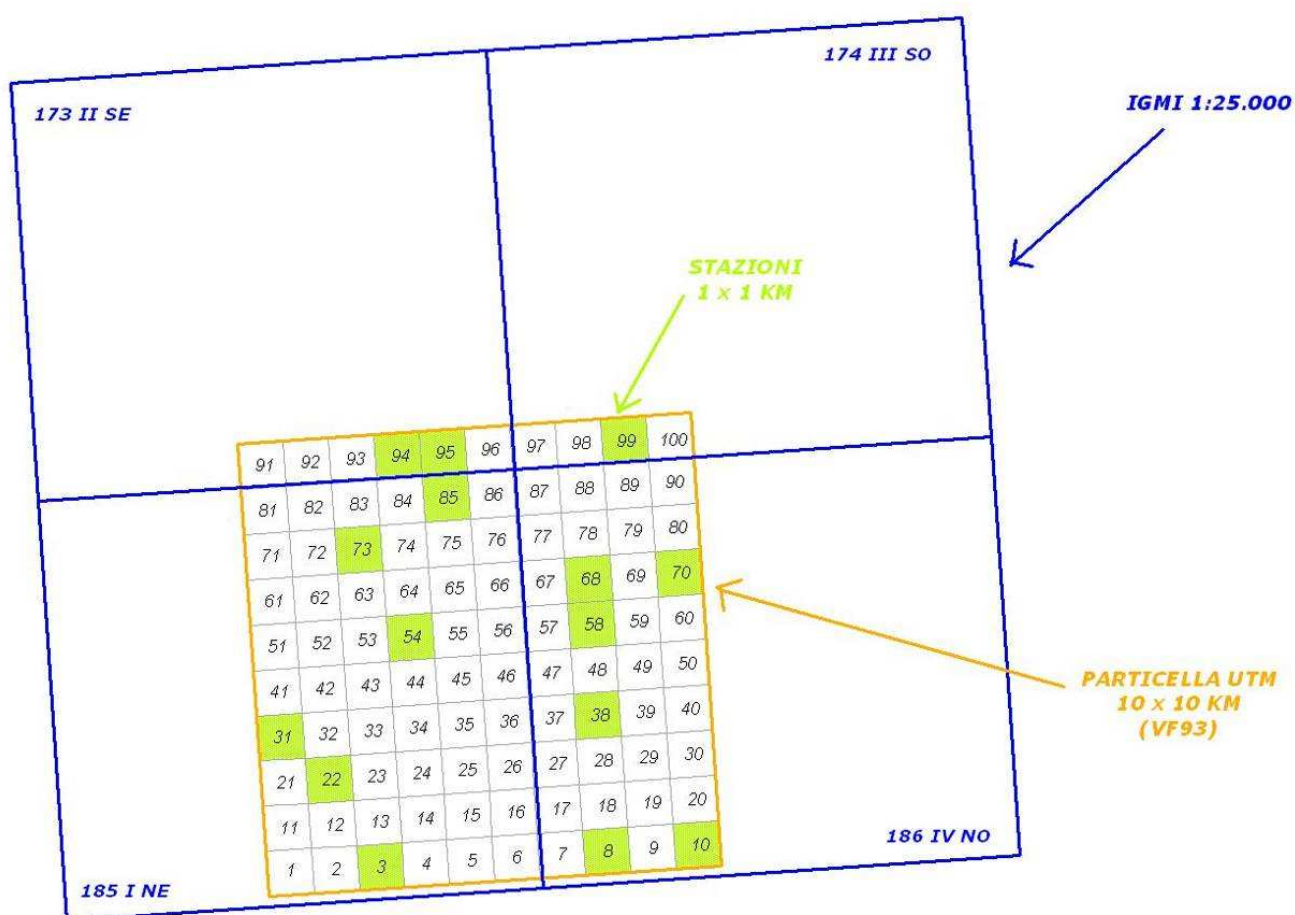 174 III SO
173 II SE
IGMI 1:25.000
STAZIONI
1 x 1 KM
91 92 93 94 95 96 97 98 99 100
81 82 83 84 85 86 87 88 89 90
71 72 73 74 75 76 77 78 79 80
61 62 63 64 65 66 67 68 69 70
51 52 53 54 55 56 57 58 59 60
41 42 43 44 45 46 47 48 49 50
31 32 33 34 35 36 37 38 39 40
21 22 23 24 25 26 27 28 29 30
11 12 13 14 15 16 17 18 19 20
1 2 3 4 5 6 7 8 9 10
PARTICELLA UTM
10 x 10 KM
(VF93)
186 IV NO
185 I NE